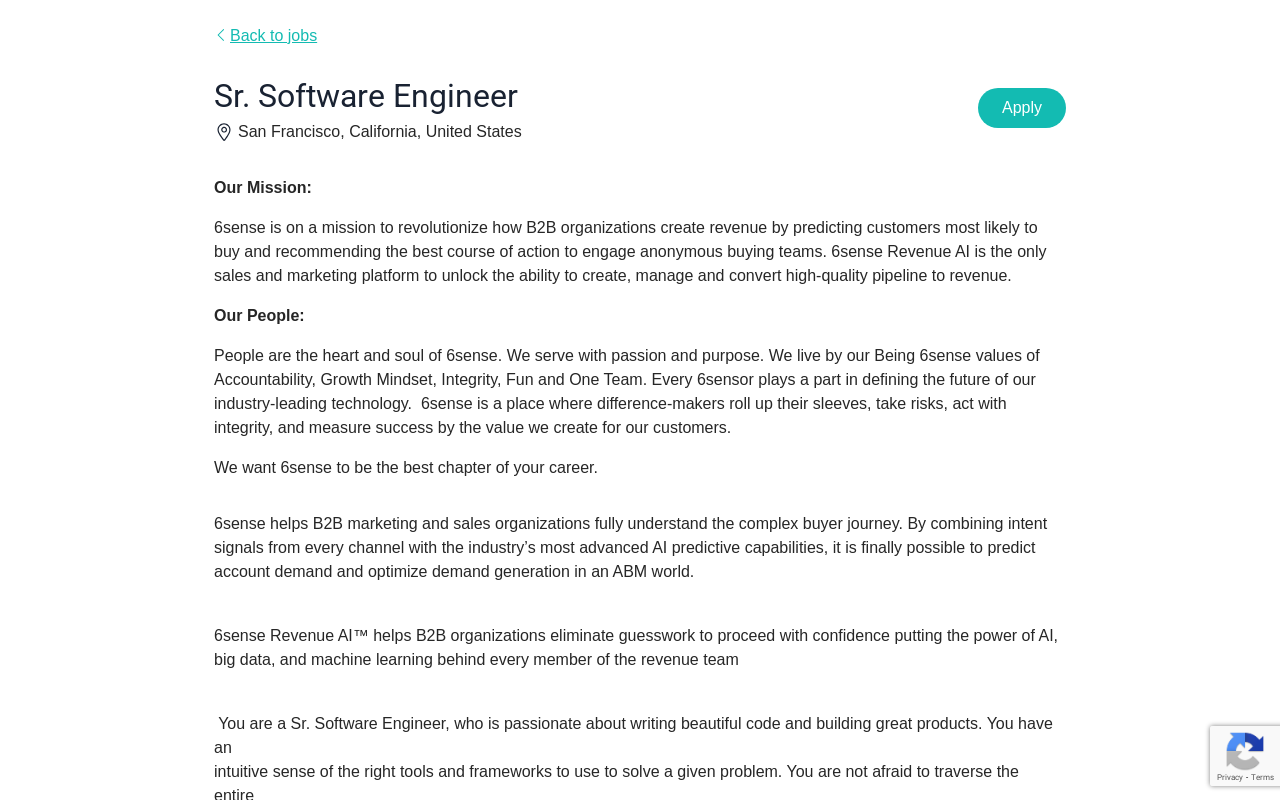 Back to jobs
Sr. Software Engineer
Apply
San Francisco, California, United States
Our Mission:
6sense is on a mission to revolutionize how B2B organizations create revenue by predicting customers most likely to
buy and recommending the best course of action to engage anonymous buying teams. 6sense Revenue AI is the only
sales and marketing platform to unlock the ability to create, manage and convert high-quality pipeline to revenue.
Our People:
People are the heart and soul of 6sense. We serve with passion and purpose. We live by our Being 6sense values of
Accountability, Growth Mindset, Integrity, Fun and One Team. Every 6sensor plays a part in defining the future of our
industry-leading technology.  6sense is a place where difference-makers roll up their sleeves, take risks, act with
integrity, and measure success by the value we create for our customers.
We want 6sense to be the best chapter of your career.
6sense helps B2B marketing and sales organizations fully understand the complex buyer journey. By combining intent
signals from every channel with the industry’s most advanced AI predictive capabilities, it is finally possible to predict
account demand and optimize demand generation in an ABM world.
6sense Revenue AI™ helps B2B organizations eliminate guesswork to proceed with confidence putting the power of AI,
big data, and machine learning behind every member of the revenue team
You are a Sr. Software Engineer, who is passionate about writing beautiful code and building great products. You have
an
intuitive sense of the right tools and frameworks to use to solve a given problem. You are not afraid to traverse the
entire
Privacy - Terms